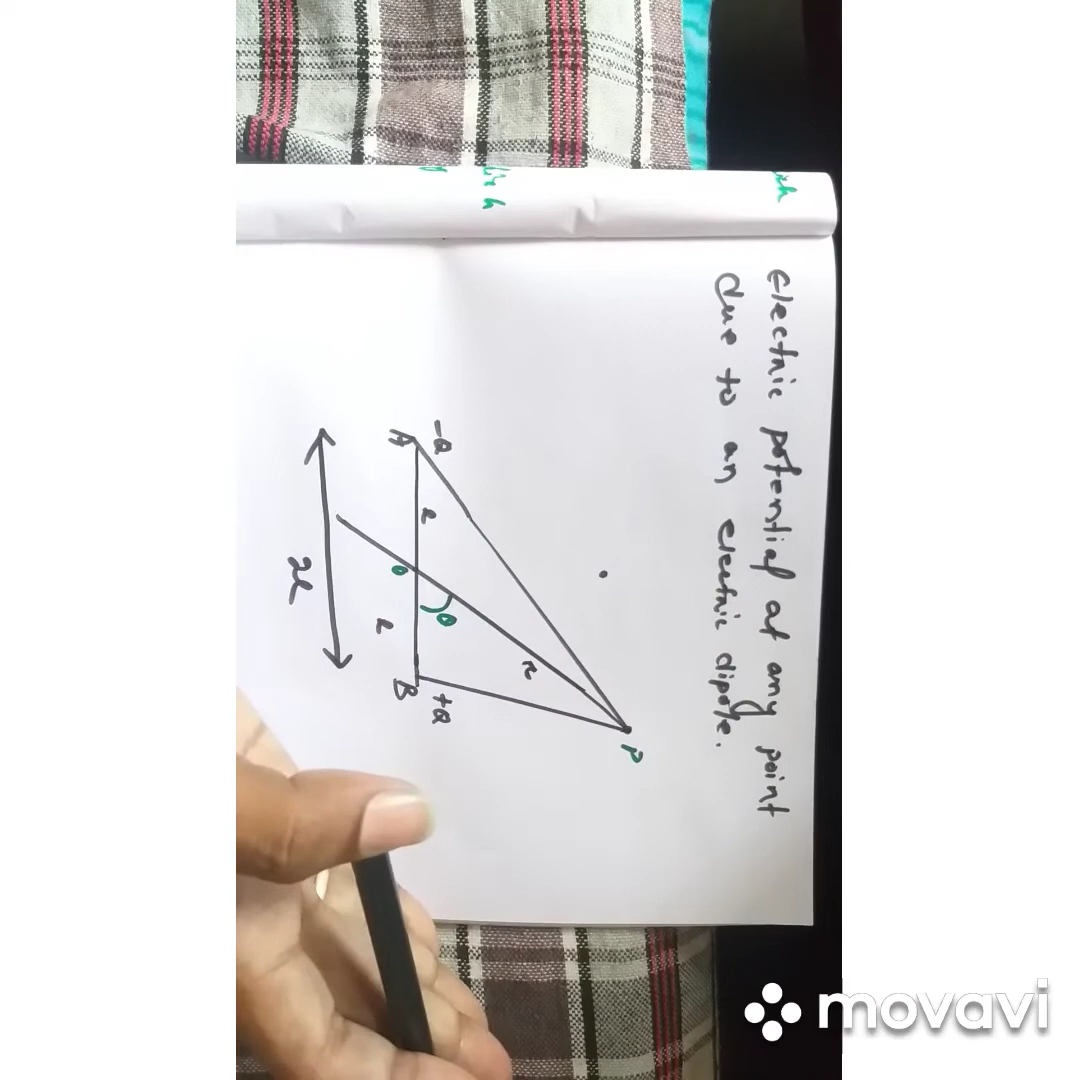 Electric potential at any point
due to an electric dipole.
P
r
-Q
+Q
θ
A
l
O
l
B
2l
movavi